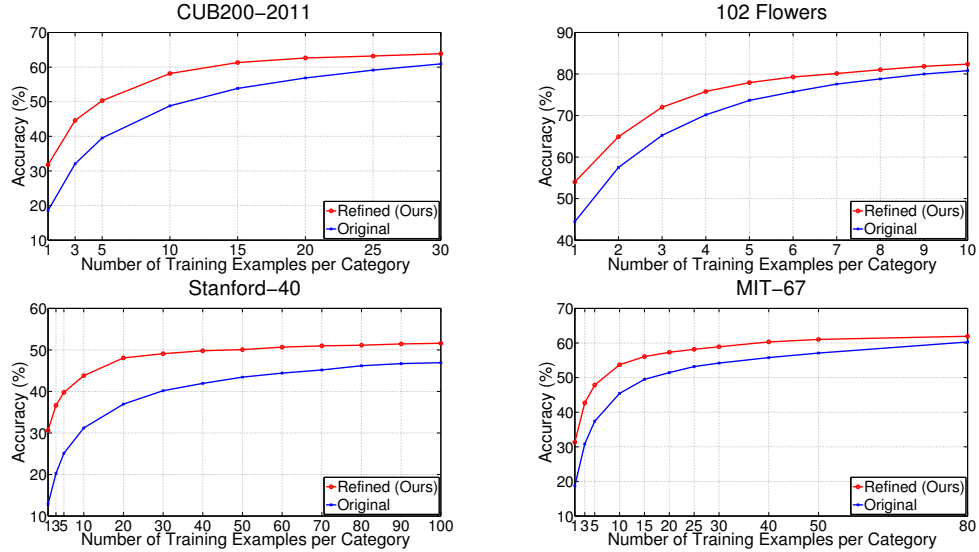 CUB200-2011
70
60
50
40
30
20
10
Accuracy (%)
Refined (Ours)
Original
1 3 5 10 15 20 25 30
Number of Training Examples per Category
102 Flowers
90
80
70
60
50
40
Accuracy (%)
Refined (Ours)
Original
1 2 3 4 5 6 7 8 9 10
Number of Training Examples per Category
Stanford-40
60
50
40
30
20
10
Accuracy (%)
Refined (Ours)
Original
1 3 5 10 20 30 40 50 60 70 80 90 100
Number of Training Examples per Category
MIT-67
70
60
50
40
30
20
10
Accuracy (%)
Refined (Ours)
Original
1 3 5 10 15 20 25 30 40 50 80
Number of Training Examples per Category